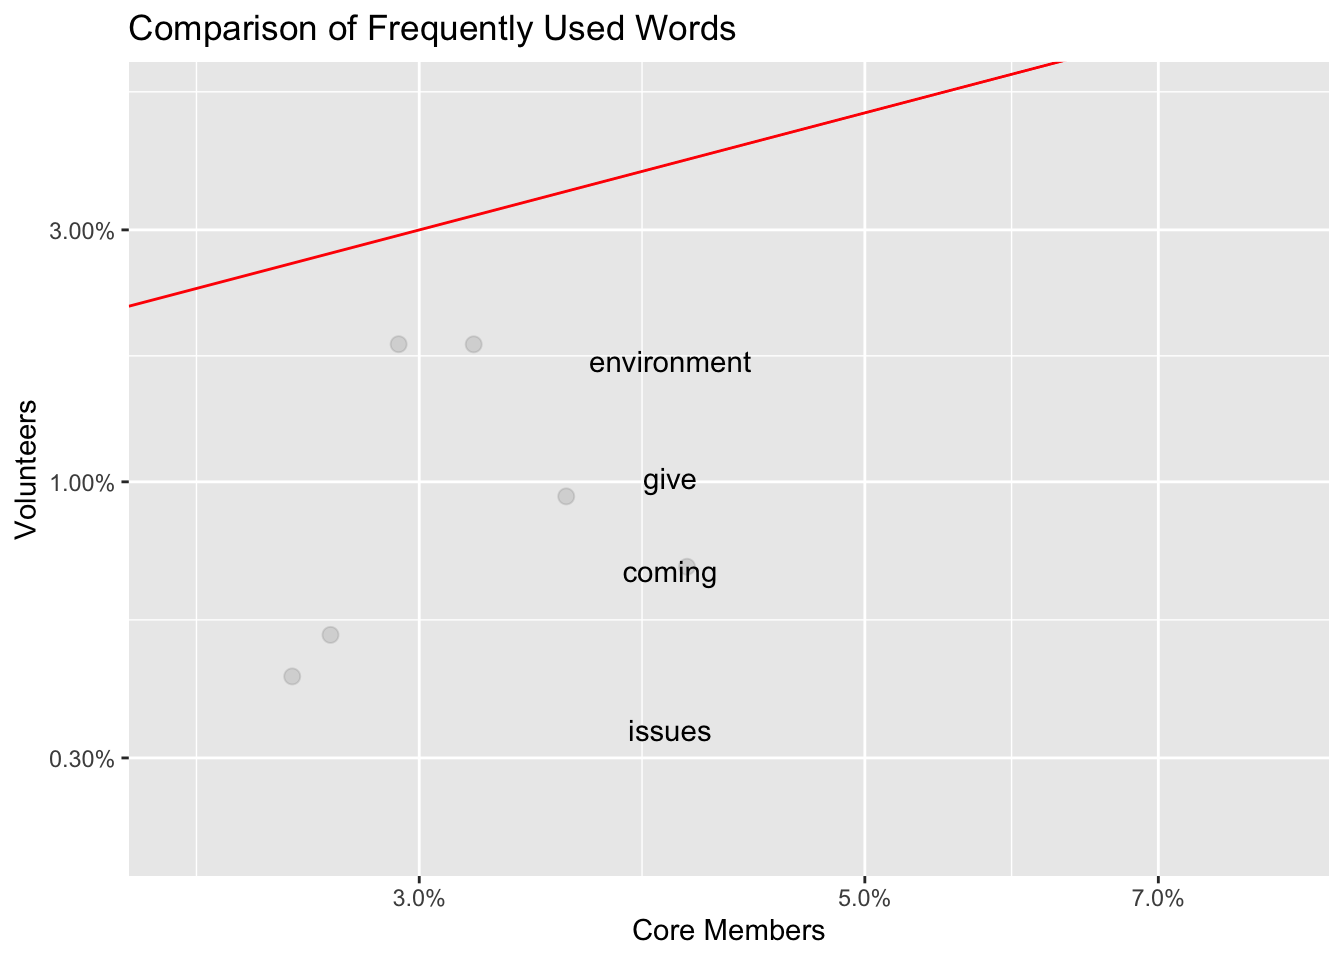 Comparison of Frequently Used Words
3.00%
environment
give
1.00%
Volunteers
coming
issues
0.30%
3.0%
5.0%
7.0%
Core Members